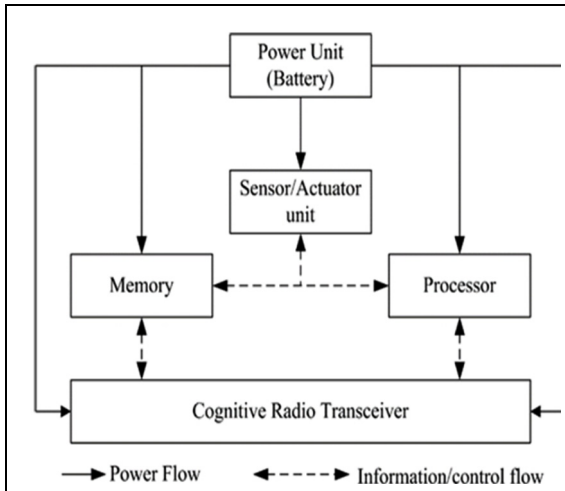 Power Unit
(Battery)
Sensor/Actuator
unit
Memory
Processor
Cognitive Radio Transceiver
Power Flow
Information/control flow